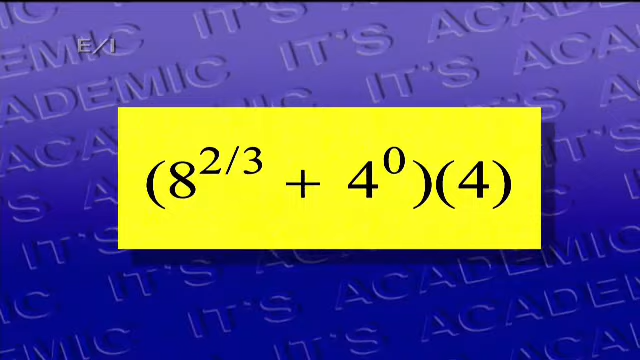 E/I
IT'S ACADEMIC
(8^{2/3} + 4^0)(4)